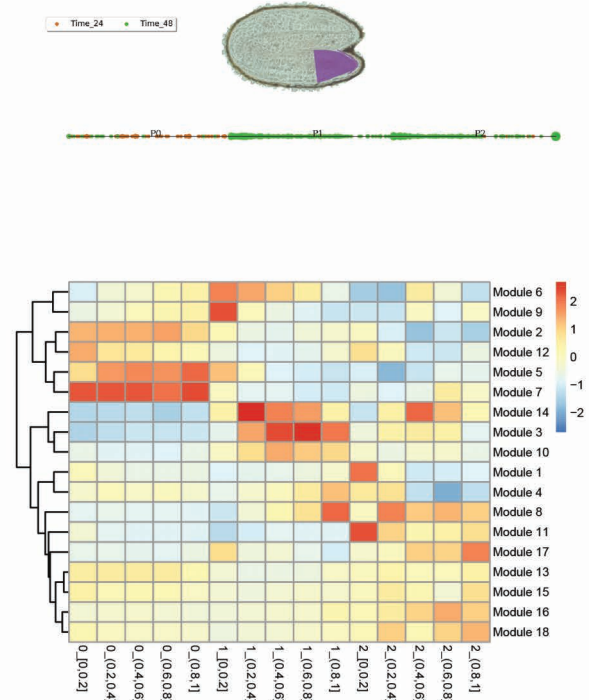 Time_24 Time_48
P0 P1 P2
Module 6
Module 9
Module 2
Module 12
Module 5
Module 7
Module 14
Module 3
Module 10
Module 1
Module 4
Module 8
Module 11
Module 17
Module 13
Module 15
Module 16
Module 18
2
1
0
−1
−2
0_[0,0.2]
0_(0.2,0.4
0_(0.4,0.6
0_(0.6,0.8
0_(0.8,1]
1_[0,0.2]
1_(0.2,0.4
1_(0.4,0.6
1_(0.6,0.8
1_(0.8,1]
2_[0,0.2]
2_(0.2,0.4
2_(0.4,0.6
2_(0.6,0.8
2_(0.8,1]